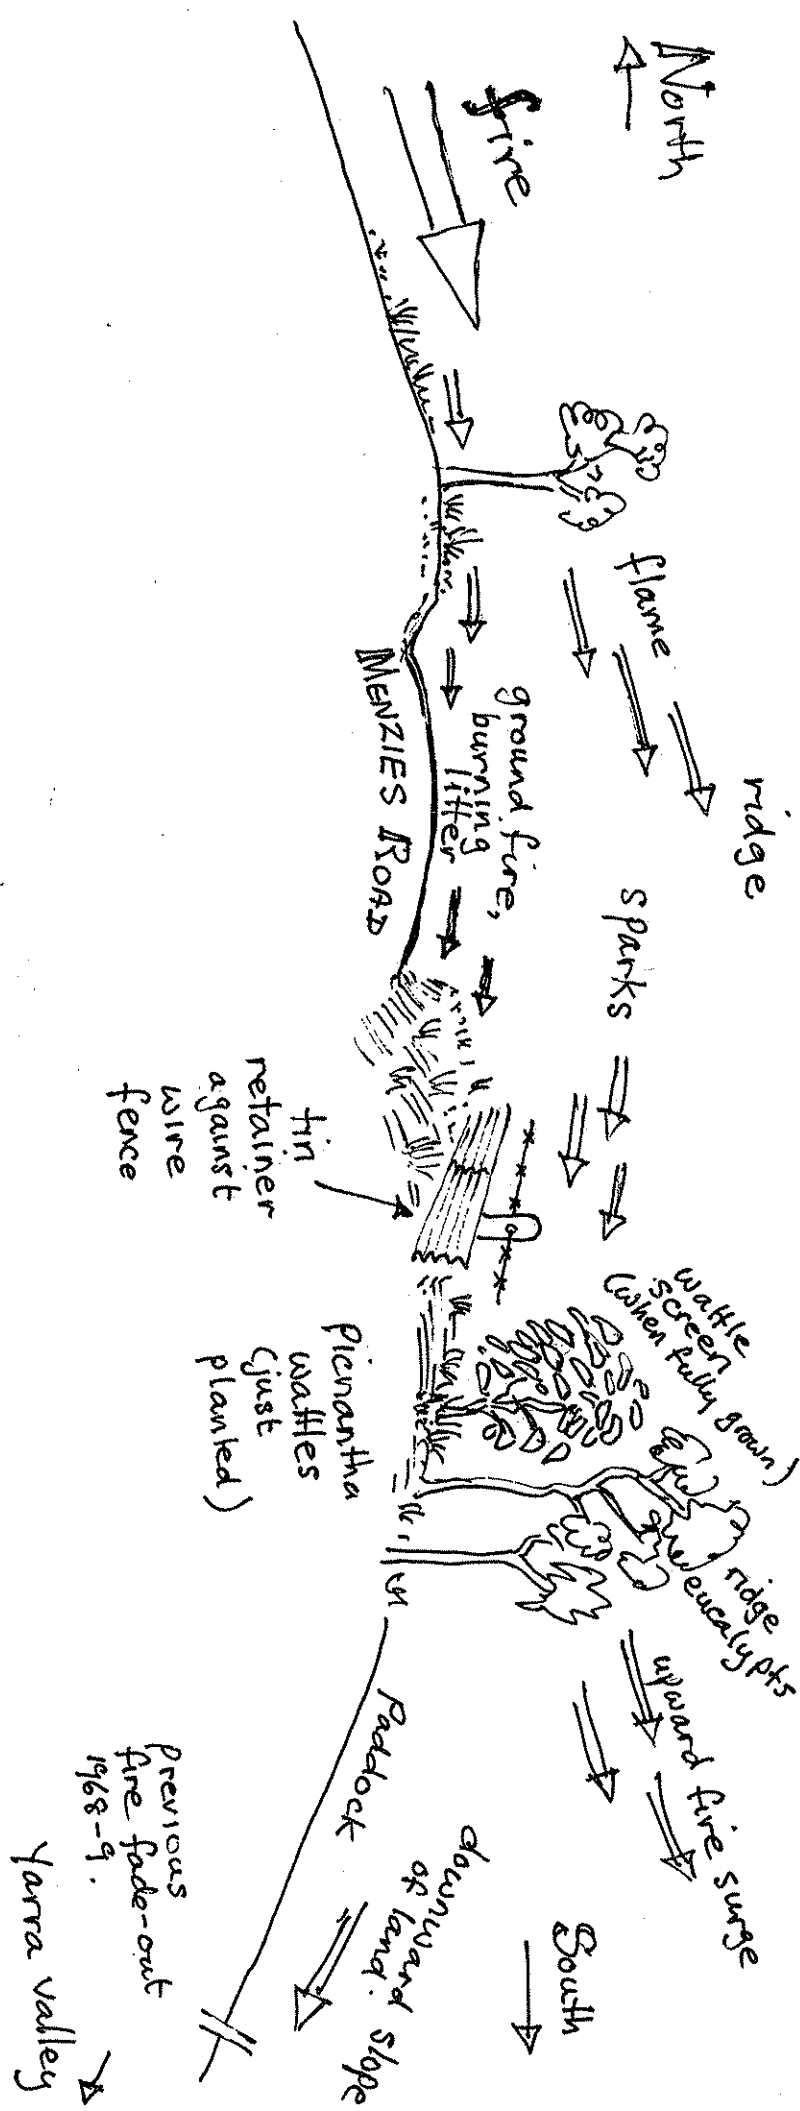 North
fire
flame
ridge
ground fire,
burning
litter
MENZIES ROAD
sparks
tin
retainer
against
wire
fence
wattle
screen
(when fully grown)
Picnantha
wattles
(just
planted)
ridge
eucalypts
upward fire surge
Paddock
downward slope
of land.
South
previous
fire fade-out
1968-9.
Yarra valley